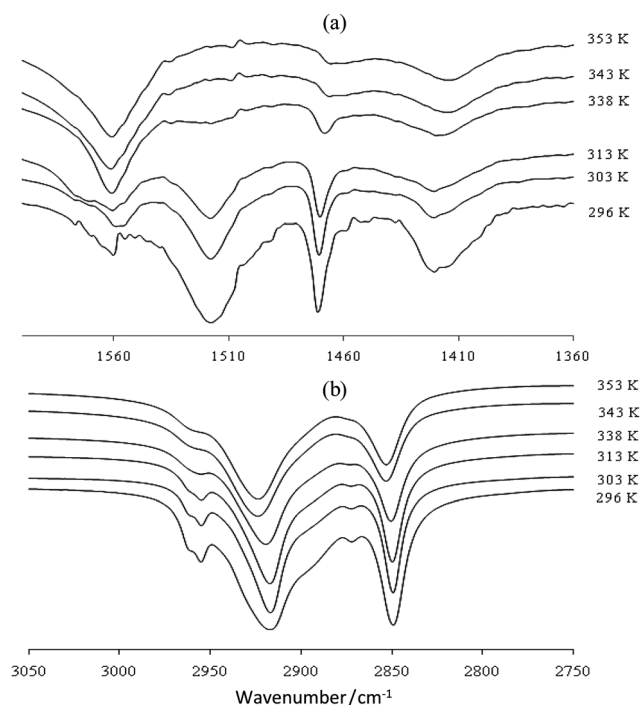 (a)
353 K
343 K
338 K
313 K
303 K
296 K
1560 1510 1460 1410 1360
(b)
353 K
343 K
338 K
313 K
303 K
296 K
3050 3000 2950 2900 2850 2800 2750
Wavenumber/cm-1